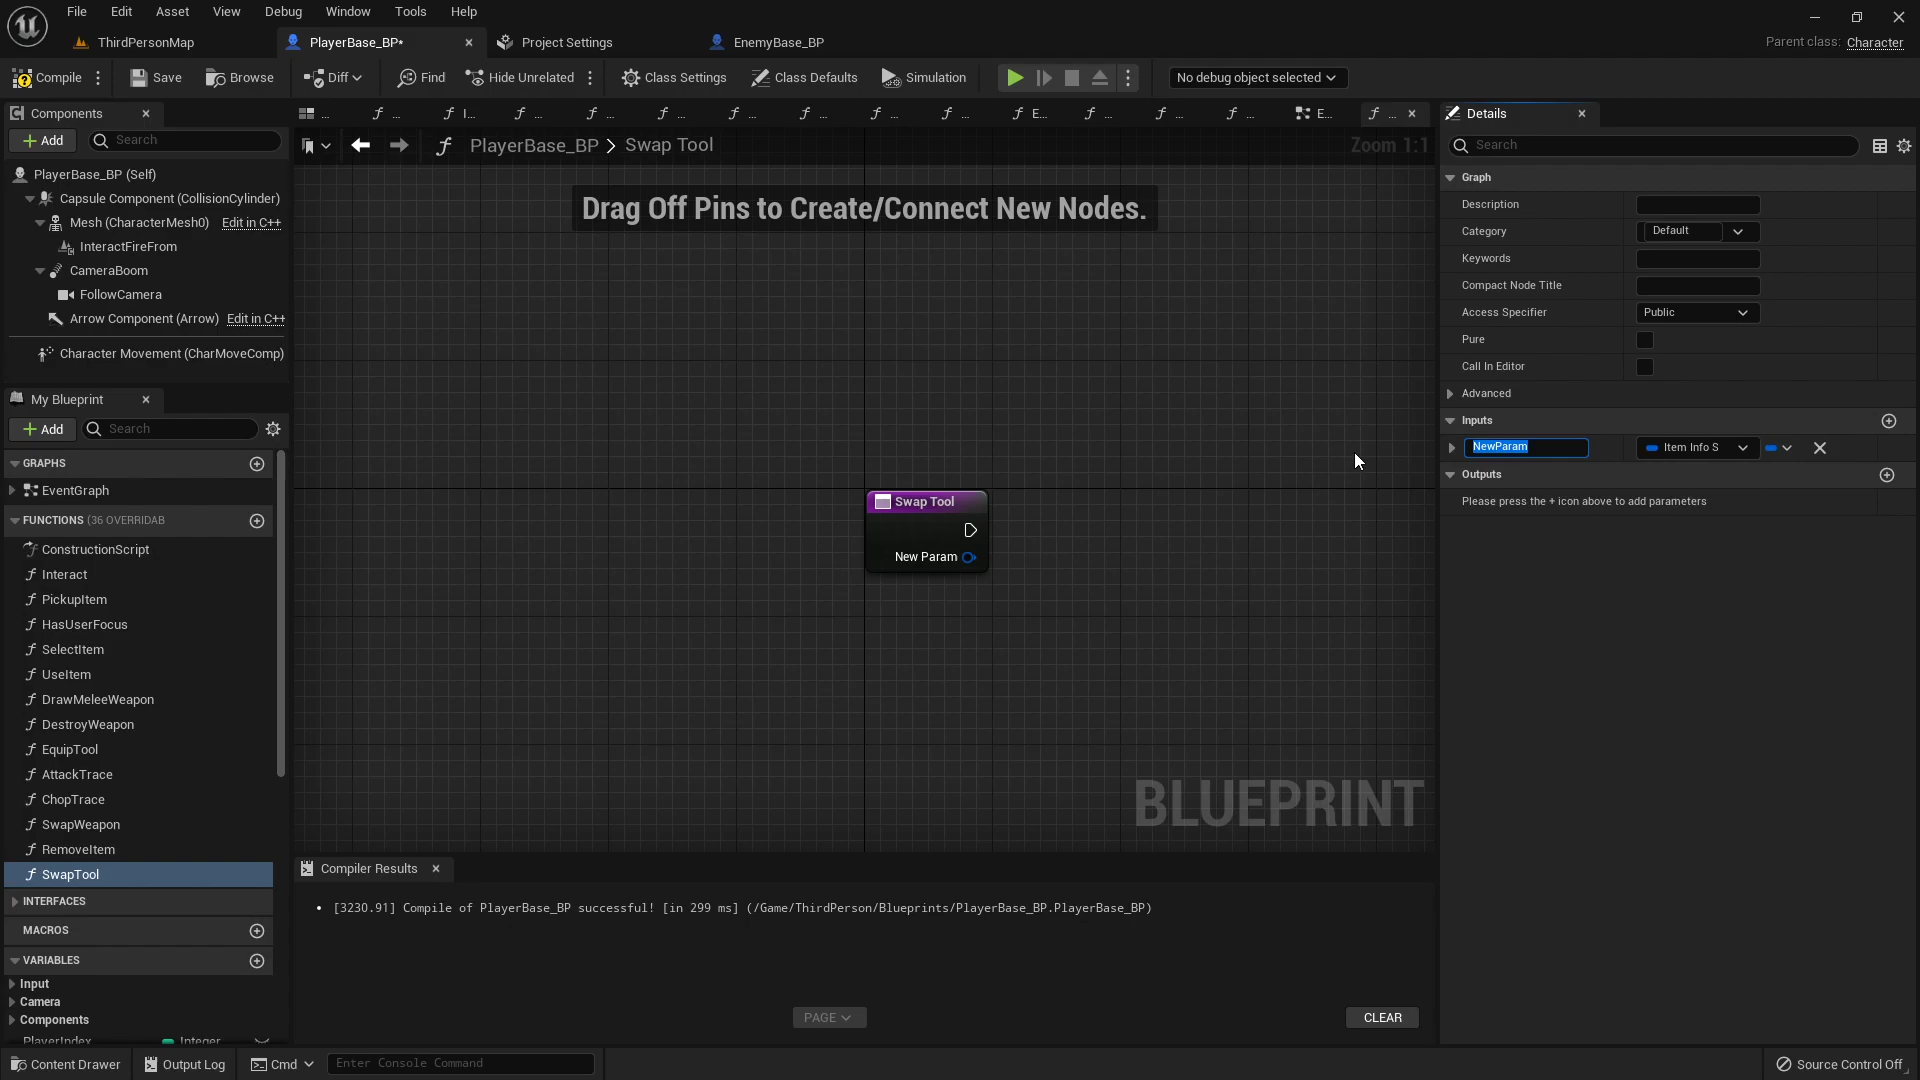 File Edit Asset View Debug Window Tools Help
ThirdPersonMap
PlayerBase_BP*
Project Settings
EnemyBase_BP
Parent class: Character
Compile
Save
Browse
Diff
Find
Hide Unrelated
Class Settings
Class Defaults
Simulation
No debug object selected
Components
Add
Search
PlayerBase_BP (Self)
Capsule Component (CollisionCylinder)
Mesh (CharacterMesh0) Edit in C++
InteractFireFrom
CameraBoom
FollowCamera
Arrow Component (Arrow) Edit in C++
Character Movement (CharMoveComp)
My Blueprint
Add
Search
GRAPHS
EventGraph
FUNCTIONS (36 OVERRIDAB
ConstructionScript
Interact
PickupItem
HasUserFocus
SelectItem
UseItem
DrawMeleeWeapon
DestroyWeapon
EquipTool
AttackTrace
ChopTrace
SwapWeapon
RemoveItem
SwapTool
INTERFACES
MACROS
VARIABLES
Input
Camera
Components
PlayerIndex Integer
f ... f I... f ... f ... f ... f ... f ... f ... f ... f E... f ... f ... f ... E... f ...
PlayerBase_BP > Swap Tool
Zoom 1:1
Drag Off Pins to Create/Connect New Nodes.
Swap Tool
New Param
BLUEPRINT
Compiler Results
• [3230.91] Compile of PlayerBase_BP successful! [in 299 ms] (/Game/ThirdPerson/Blueprints/PlayerBase_BP.PlayerBase_BP)
PAGE
CLEAR
Details
Search
Graph
Description
Category Default
Keywords
Compact Node Title
Access Specifier Public
Pure
Call In Editor
Advanced
Inputs
NewParam Item Info S
Outputs
Please press the + icon above to add parameters
Content Drawer
Output Log
Cmd
Enter Console Command
Source Control Off